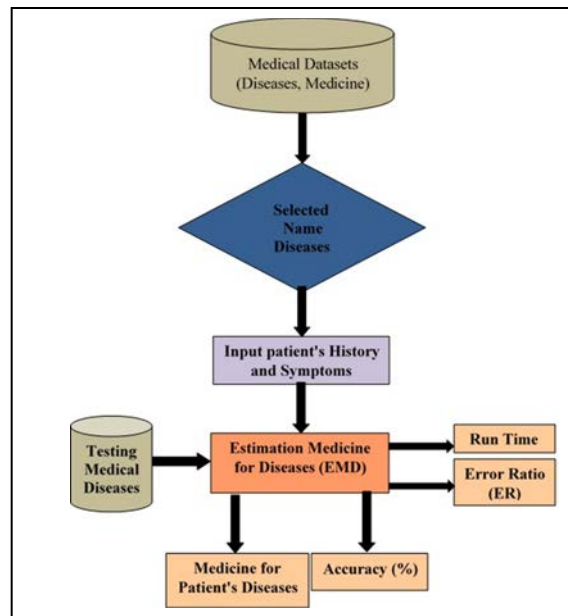 Medical Datasets
(Diseases, Medicine)
Selected
Name
Diseases
Input patient's History
and Symptoms
Testing
Medical
Diseases
Estimation Medicine
for Diseases (EMD)
Run Time
Error Ratio
(ER)
Medicine for
Patient's Diseases
Accuracy (%)